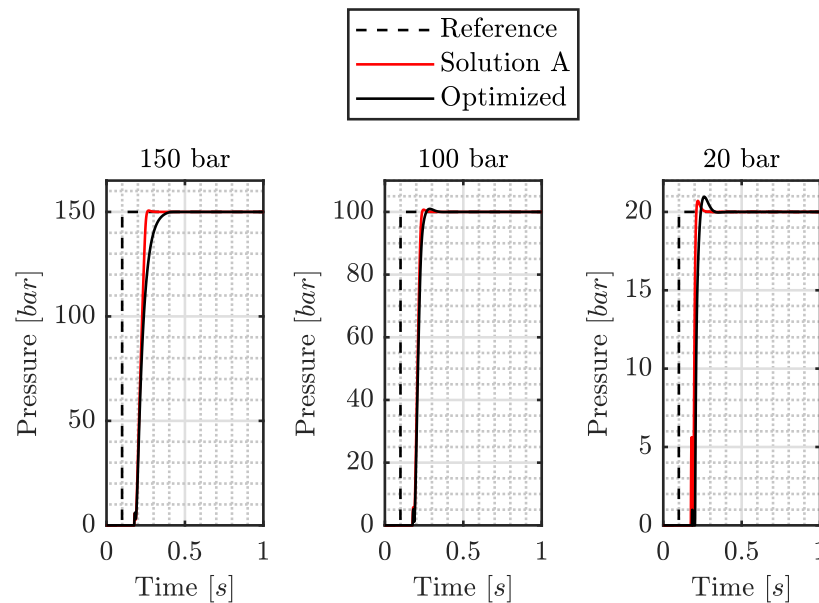 Reference
Solution A
Optimized
150 bar
Pressure [bar]
150
100
50
0
0 0.5 1
Time [s]
100 bar
Pressure [bar]
100
80
60
40
20
0
0 0.5 1
Time [s]
20 bar
Pressure [bar]
20
15
10
5
0
0 0.5 1
Time [s]